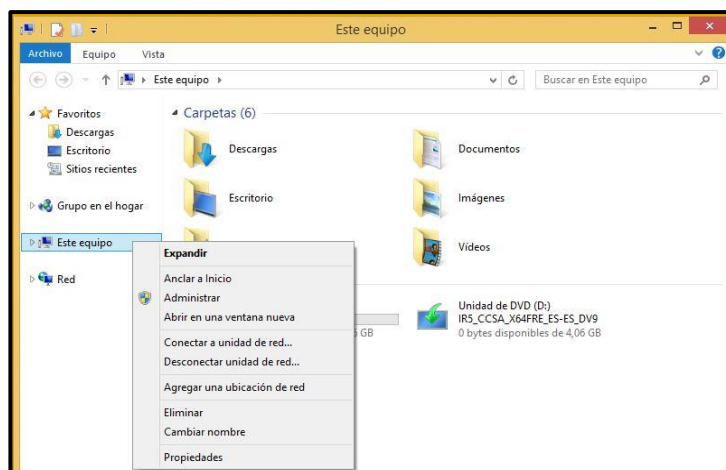 Este equipo
Archivo Equipo Vista
Este equipo
Buscar en Este equipo
Favoritos
Descargas
Escritorio
Sitios recientes
Grupo en el hogar
Este equipo
Red
Carpetas (6)
Descargas
Documentos
Escritorio
Imágenes
Vídeos
Expandir
Anclar a Inicio
Administrar
Abrir en una ventana nueva
Conectar a unidad de red...
Desconectar unidad de red...
Agregar una ubicación de red
Eliminar
Cambiar nombre
Propiedades
GB
Unidad de DVD (D:)
IR5_CCSA_X64FRE_ES-ES_DV9
0 bytes disponibles de 4,06 GB